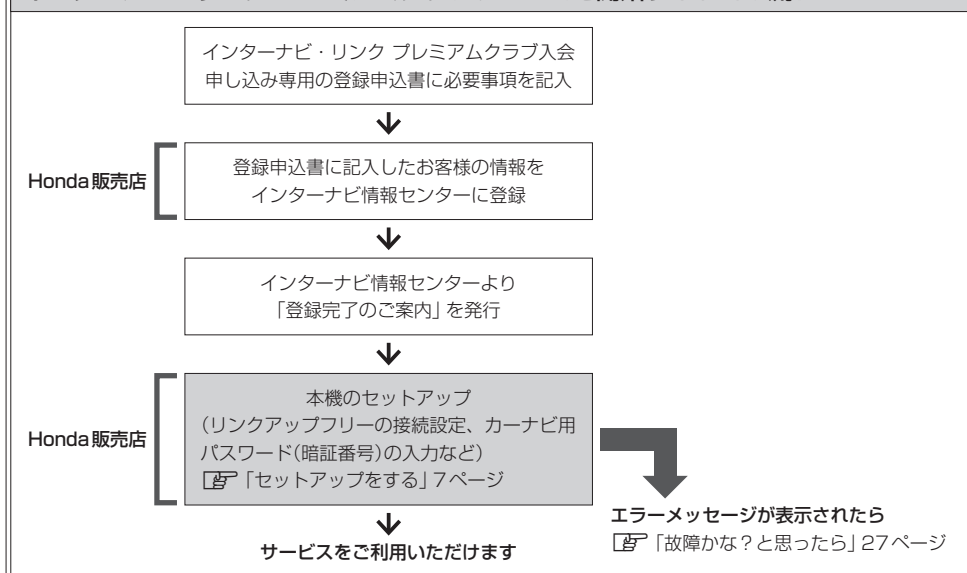 インターナビ・リンク プレミアムクラブ入会
申し込み専用の登録申込書に必要事項を記入
Honda販売店
登録申込書に記入したお客様の情報を
インターナビ情報センターに登録
インターナビ情報センターより
「登録完了のご案内」を発行
Honda販売店
本機のセットアップ
(リンクアップフリーの接続設定、カーナビ用
パスワード(暗証番号)の入力など)
「セットアップをする」7ページ
エラーメッセージが表示されたら
「故障かな?と思ったら」27ページ
サービスをご利用いただけます